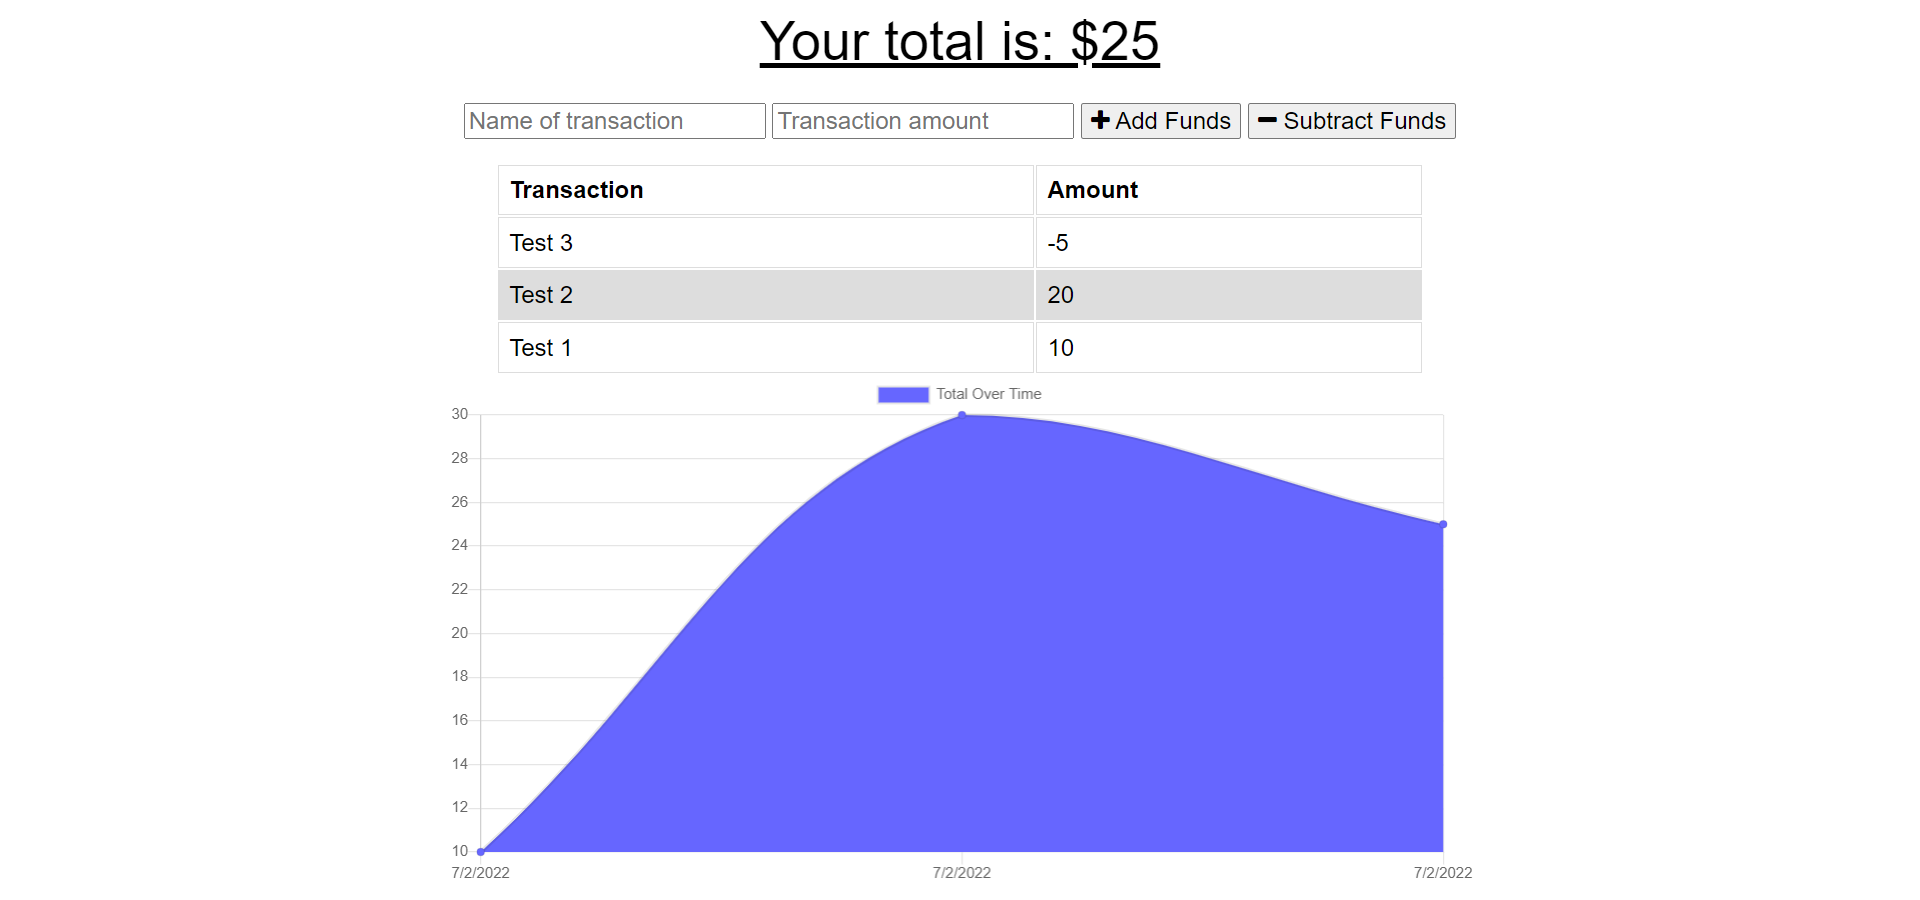 Your total is: $25
Name of transaction Transaction amount Add Funds Subtract Funds
Transaction Amount
Test 3 -5
Test 2 20
Test 1 10
Total Over Time
30
28
26
24
22
20
18
16
14
12
10
7/2/2022 7/2/2022 7/2/2022